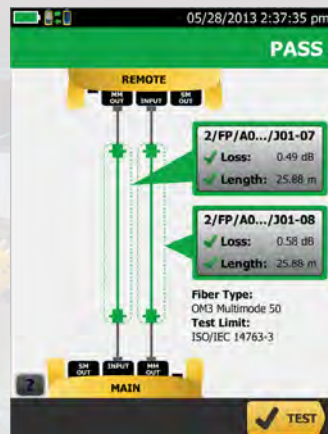 05/28/2013 2:37:35 pm
PASS
REMOTE
MM OUT INPUT SM OUT
2/FP/A0.../J01-07
Loss: 0.49 dB
Length: 25.88 m
2/FP/A0.../J01-08
Loss: 0.58 dB
Length: 25.88 m
Fiber Type:
OM3 Multimode 50
Test Limit:
ISO/IEC 14763-3
SM OUT INPUT MM OUT
?
MAIN
TEST